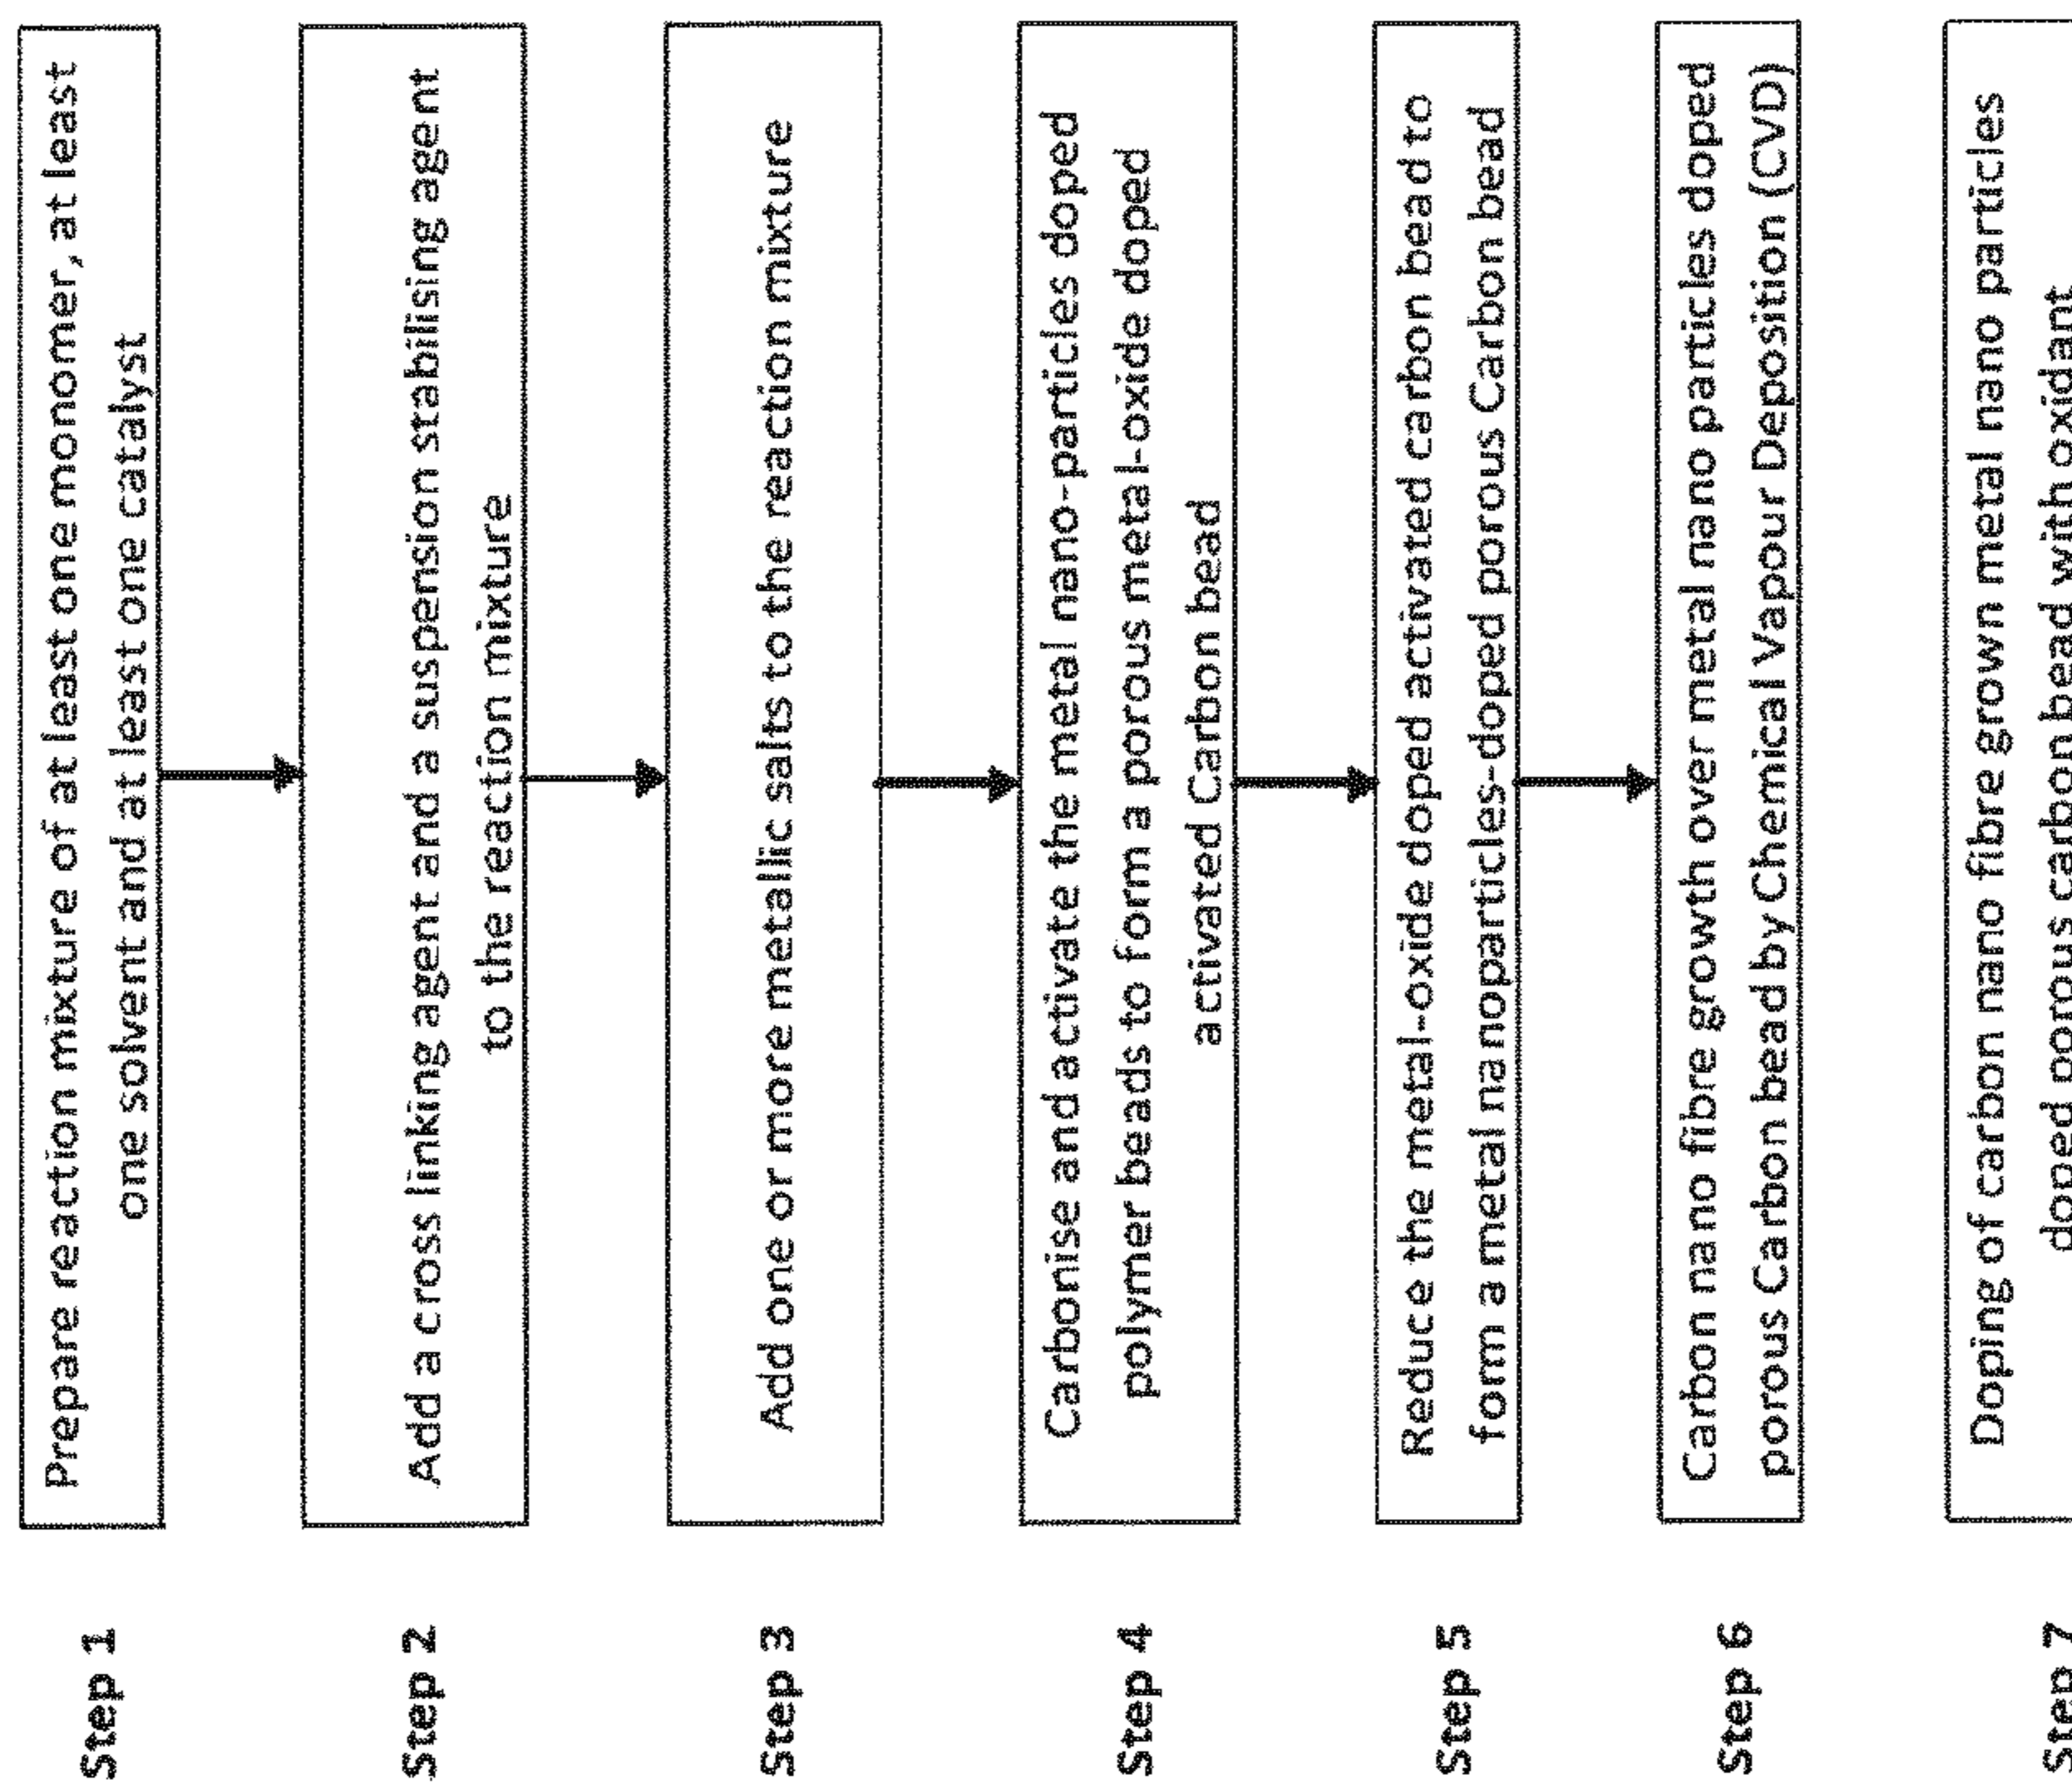 Step 1
Prepare reaction mixture of at least one monomer, at least
one solvent and at least one catalyst
Step 2
Add a cross linking agent and a suspension stabilising agent
to the reaction mixture
Step 3
Add one or more metallic salts to the reaction mixture
Step 4
Carbonise and activate the metal nano-particles doped
polymer beads to form a porous metal-oxide doped
activated Carbon bead
Step 5
Reduce the metal-oxide doped activated carbon bead to
form a metal nanoparticles-doped porous Carbon bead
Step 6
Carbon nano fibre growth over metal nano particles doped
porous Carbon bead by Chemical Vapour Deposition (CVD)
Step 7
Doping of carbon nano fibre grown metal nano particles
doped porous carbon bead with oxidant